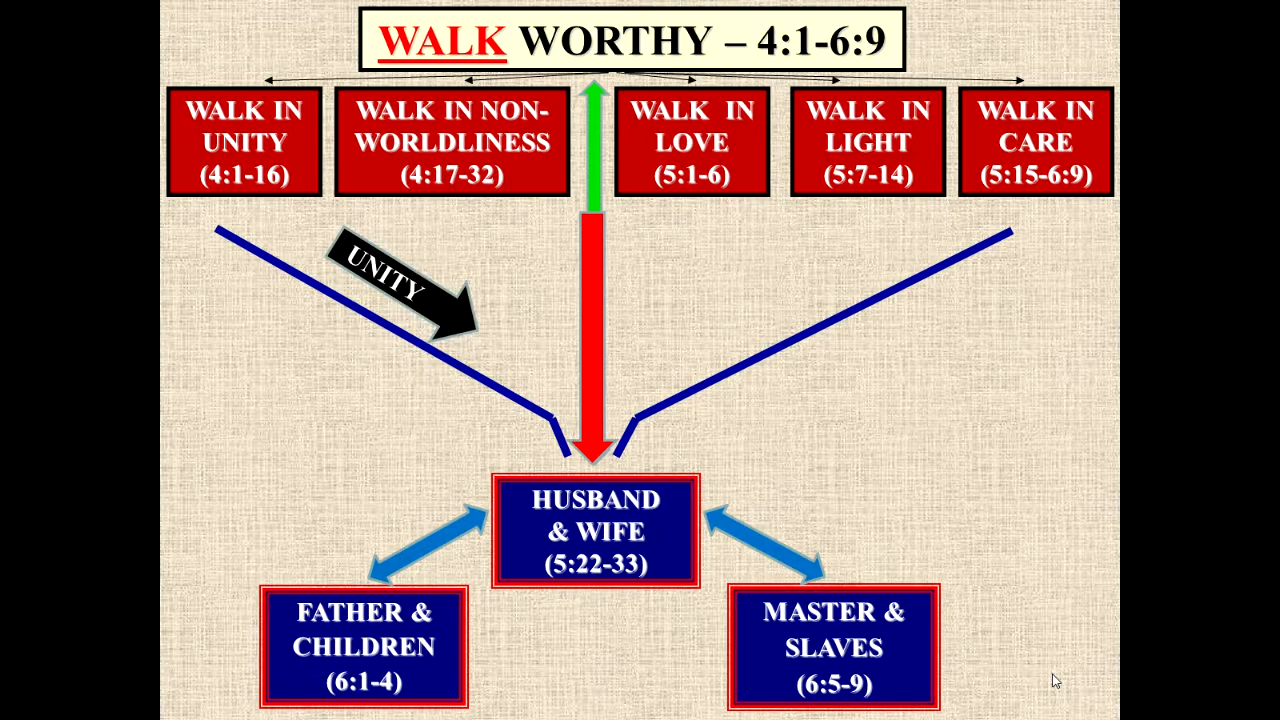 WALK WORTHY – 4:1-6:9
WALK IN
UNITY
(4:1-16)
WALK IN NON-
WORLDLINESS
(4:17-32)
WALK IN
LOVE
(5:1-6)
WALK IN
LIGHT
(5:7-14)
WALK IN
CARE
(5:15-6:9)
UNITY
HUSBAND
& WIFE
(5:22-33)
FATHER &
CHILDREN
(6:1-4)
MASTER &
SLAVES
(6:5-9)